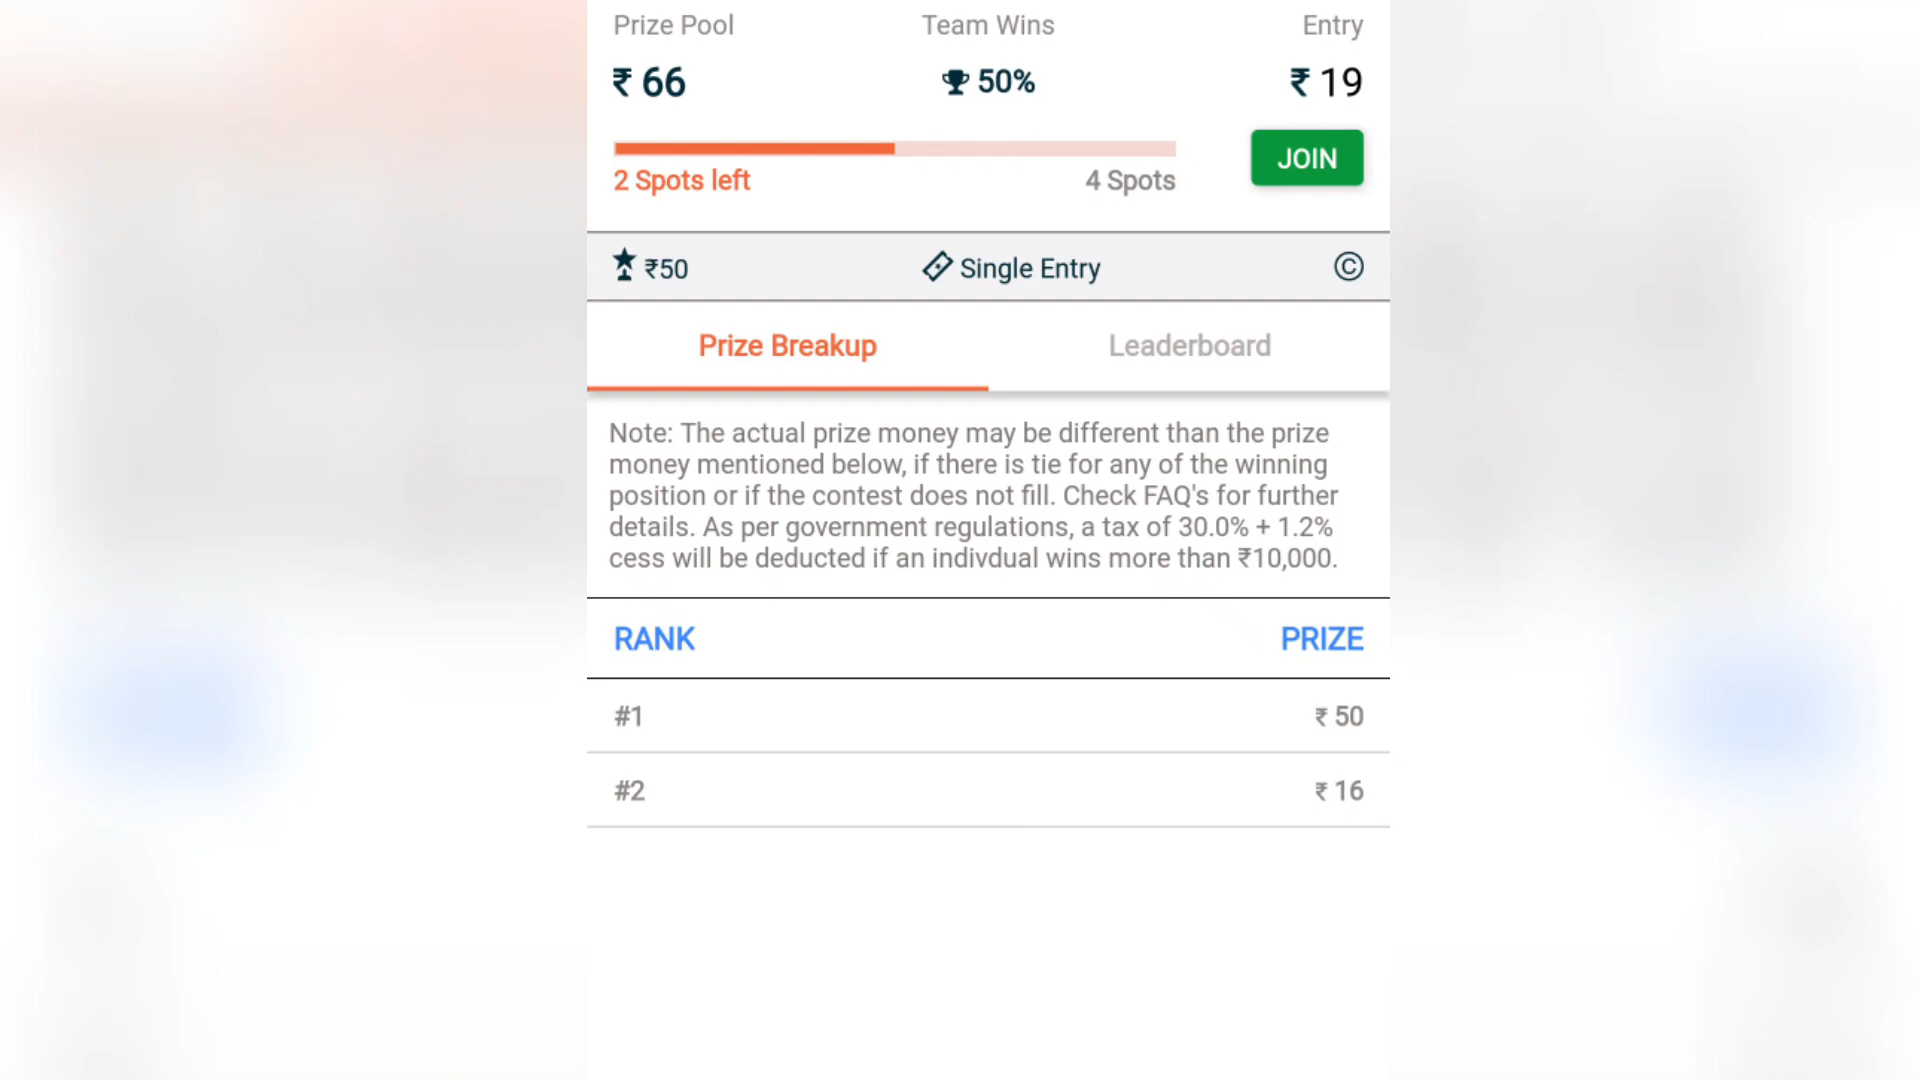 Prize Pool Team Wins Entry
₹ 66 50% ₹ 19
JOIN
2 Spots left 4 Spots
₹50 Single Entry ©
Prize Breakup Leaderboard
Note: The actual prize money may be different than the prize
money mentioned below, if there is tie for any of the winning
position or if the contest does not fill. Check FAQ's for further
details. As per government regulations, a tax of 30.0% + 1.2%
cess will be deducted if an indivdual wins more than ₹10,000.
RANK PRIZE
#1 ₹ 50
#2 ₹ 16